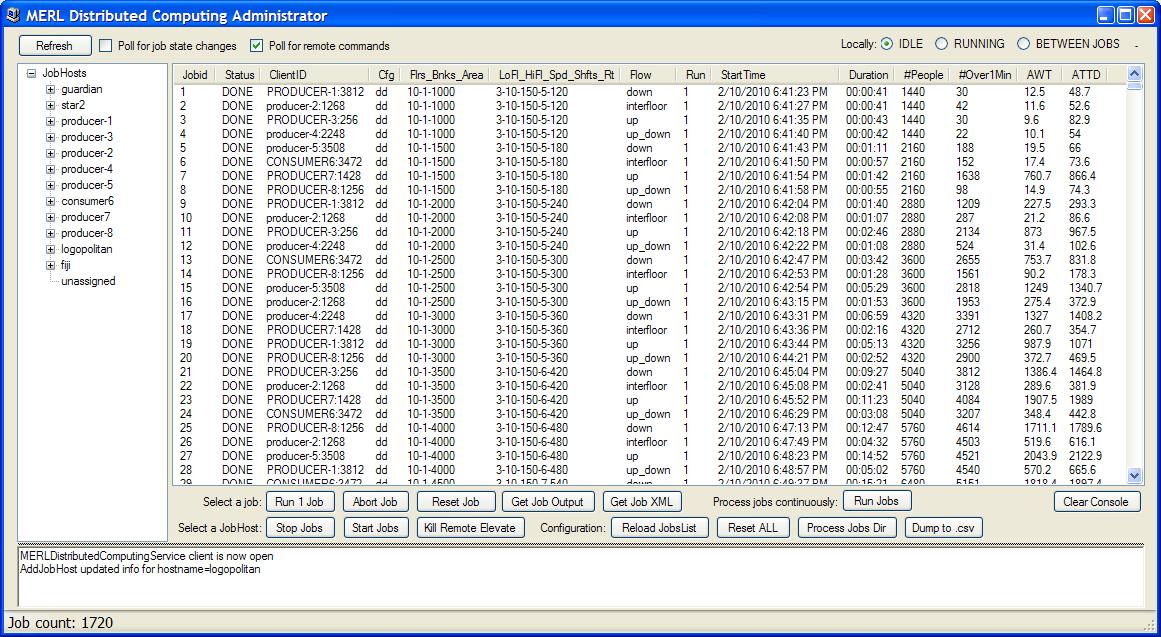 MERL Distributed Computing Administrator
Refresh Poll for job state changes Poll for remote commands Locally: IDLE RUNNING BETWEEN JOBS -
JobHosts
guardian
star2
producer-1
producer-3
producer-2
producer-4
producer-5
consumer6
producer7
producer-8
logopolitan
fiji
unassigned
Jobid Status ClientID Cfg Flrs_Bnks_Area LoFl_HiFl_Spd_Shfts_Rt Flow Run StartTime Duration #People #Over1Min AWT ATTD
1 DONE PRODUCER-1:3812 dd 10-1-1000 3-10-150-5-120 down 1 2/10/2010 6:41:23 PM 00:00:41 1440 30 12.5 48.7
2 DONE producer-2:1268 dd 10-1-1000 3-10-150-5-120 interfloor 1 2/10/2010 6:41:29 PM 00:00:41 1440 42 11.6 52.6
3 DONE PRODUCER-3:256 dd 10-1-1000 3-10-150-5-120 up 1 2/10/2010 6:41:35 PM 00:00:43 1440 30 9.6 82.9
4 DONE producer-4:2248 dd 10-1-1000 3-10-150-5-120 up_down 1 2/10/2010 6:41:40 PM 00:00:42 1440 22 10.1 54
5 DONE producer-5:3508 dd 10-1-1500 3-10-150-5-180 down 1 2/10/2010 6:41:43 PM 00:01:11 2160 188 19.5 66
6 DONE CONSUMER6:3472 dd 10-1-1500 3-10-150-5-180 interfloor 1 2/10/2010 6:41:50 PM 00:00:57 2160 152 17.4 73.6
7 DONE PRODUCER7:1428 dd 10-1-1500 3-10-150-5-180 up 1 2/10/2010 6:41:54 PM 00:01:42 2160 1638 760.7 866.4
8 DONE PRODUCER-8:1256 dd 10-1-1500 3-10-150-5-180 up_down 1 2/10/2010 6:41:58 PM 00:00:55 2160 98 14.9 74.3
9 DONE PRODUCER-1:3812 dd 10-1-2000 3-10-150-5-240 down 1 2/10/2010 6:42:04 PM 00:01:40 2880 1209 227.5 293.3
10 DONE producer-2:1268 dd 10-1-2000 3-10-150-5-240 interfloor 1 2/10/2010 6:42:08 PM 00:01:07 2880 287 21.2 86.6
11 DONE PRODUCER-3:256 dd 10-1-2000 3-10-150-5-240 up 1 2/10/2010 6:42:18 PM 00:02:46 2880 2134 873 967.5
12 DONE producer-4:2248 dd 10-1-2000 3-10-150-5-240 up_down 1 2/10/2010 6:42:22 PM 00:01:08 2880 524 31.4 102.6
13 DONE CONSUMER6:3472 dd 10-1-2500 3-10-150-5-300 down 1 2/10/2010 6:42:47 PM 00:03:42 3600 2655 753.7 831.8
14 DONE PRODUCER-8:1256 dd 10-1-2500 3-10-150-5-300 interfloor 1 2/10/2010 6:42:53 PM 00:01:28 3600 1561 90.2 178.3
15 DONE producer-5:3508 dd 10-1-2500 3-10-150-5-300 up 1 2/10/2010 6:42:54 PM 00:05:29 3600 2818 1249 1340.7
16 DONE producer-2:1268 dd 10-1-2500 3-10-150-5-300 up_down 1 2/10/2010 6:43:15 PM 00:01:53 3600 1953 275.4 372.9
17 DONE producer-4:2248 dd 10-1-3000 3-10-150-5-360 down 1 2/10/2010 6:43:31 PM 00:06:59 4320 3391 1327 1408.2
18 DONE PRODUCER7:1428 dd 10-1-3000 3-10-150-5-360 interfloor 1 2/10/2010 6:43:36 PM 00:02:16 4320 2712 260.7 354.7
19 DONE PRODUCER-1:3812 dd 10-1-3000 3-10-150-5-360 up 1 2/10/2010 6:43:44 PM 00:05:13 4320 3256 987.9 1071
20 DONE PRODUCER-8:1256 dd 10-1-3000 3-10-150-5-360 up_down 1 2/10/2010 6:44:21 PM 00:02:52 4320 2900 372.7 469.5
21 DONE PRODUCER-3:256 dd 10-1-3500 3-10-150-6-420 down 1 2/10/2010 6:45:04 PM 00:09:27 5040 3812 1386.4 1464.8
22 DONE producer-2:1268 dd 10-1-3500 3-10-150-6-420 interfloor 1 2/10/2010 6:45:08 PM 00:02:41 5040 3128 289.6 381.9
23 DONE PRODUCER7:1428 dd 10-1-3500 3-10-150-6-420 up 1 2/10/2010 6:45:52 PM 00:11:23 5040 4084 1907.5 1989
24 DONE CONSUMER6:3472 dd 10-1-3500 3-10-150-6-420 up_down 1 2/10/2010 6:46:29 PM 00:03:08 5040 3207 348.4 442.8
25 DONE PRODUCER-8:1256 dd 10-1-4000 3-10-150-6-480 down 1 2/10/2010 6:47:13 PM 00:12:47 5760 4614 1711.1 1789.6
26 DONE producer-2:1268 dd 10-1-4000 3-10-150-6-480 interfloor 1 2/10/2010 6:47:49 PM 00:04:32 5760 4503 519.6 616.1
27 DONE producer-5:3508 dd 10-1-4000 3-10-150-6-480 up 1 2/10/2010 6:48:23 PM 00:14:52 5760 4521 2043.9 2122.9
28 DONE PRODUCER-1:3812 dd 10-1-4000 3-10-150-6-480 up_down 1 2/10/2010 6:48:57 PM 00:05:02 5760 4540 570.2 665.6
Select a job: Run 1 Job Abort Job Reset Job Get Job Output Get Job XML Process jobs continuously: Run Jobs Clear Console
Select a JobHost: Stop Jobs Start Jobs Kill Remote Elevate Configuration: Reload JobsList Reset ALL Process Jobs Dir Dump to .csv
MERLDistributedComputingService client is now open
AddJobHost updated info for hostname=logopolitan
Job count: 1720